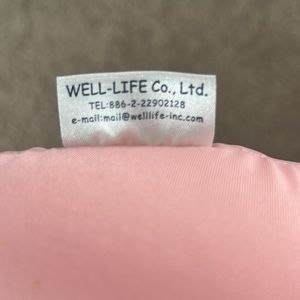 WELL-LIFE Co., Ltd.
TEL:886-2-22902128
e-mail:mail@welllife-inc.com